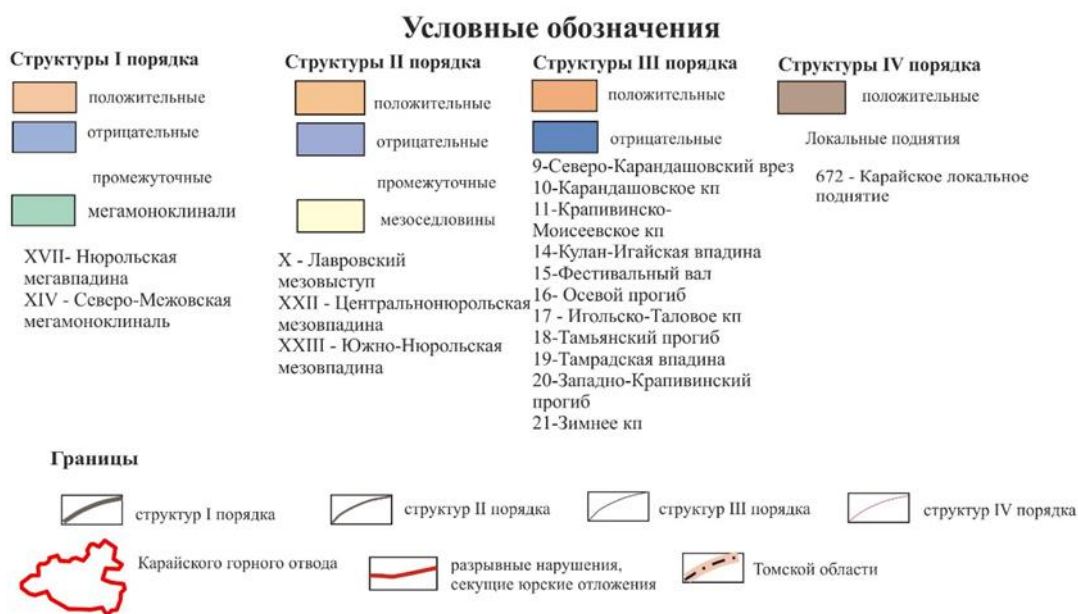 Условные обозначения
Структуры I порядка
положительные
отрицательные
промежуточные
мегамоноклинали
XVII- Нюрольская
мегавпадина
XIV - Северо-Межовская
мегамоноклиналь
Структуры II порядка
положительные
отрицательные
промежуточные
мезоседловины
X - Лавровский
мезовыступ
XXII - Центральнонюрольская
мезовпадина
XXIII - Южно-Нюрольская
мезовпадина
Структуры III порядка
положительные
отрицательные
9-Северо-Карандашовский врез
10-Карандашовское кп
11-Крапивинско-
Моисеевское кп
14-Кулан-Игайская впадина
15-Фестивальный вал
16- Осевой прогиб
17 - Игольско-Таловое кп
18-Тамьянский прогиб
19-Тамрадская впадина
20-Западно-Крапивинский
прогиб
21-Зимнее кп
Структуры IV порядка
положительные
Локальные поднятия
672 - Карайское локальное
поднятие
Границы
структур I порядка
структур II порядка
структур III порядка
структур IV порядка
Карайского горного отвода
разрывные нарушения,
секущие юрские отложения
Томской области